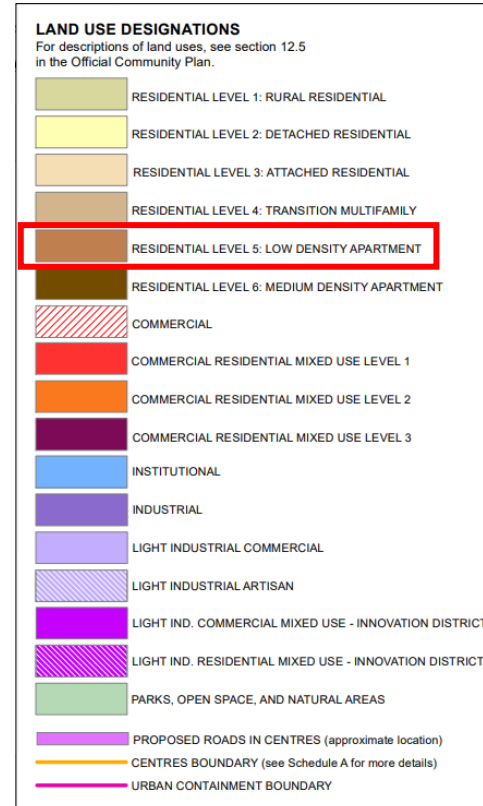 LAND USE DESIGNATIONS
For descriptions of land uses, see section 12.5
in the Official Community Plan.
RESIDENTIAL LEVEL 1: RURAL RESIDENTIAL
RESIDENTIAL LEVEL 2: DETACHED RESIDENTIAL
RESIDENTIAL LEVEL 3: ATTACHED RESIDENTIAL
RESIDENTIAL LEVEL 4: TRANSITION MULTIFAMILY
RESIDENTIAL LEVEL 5: LOW DENSITY APARTMENT
RESIDENTIAL LEVEL 6: MEDIUM DENSITY APARTMENT
COMMERCIAL
COMMERCIAL RESIDENTIAL MIXED USE LEVEL 1
COMMERCIAL RESIDENTIAL MIXED USE LEVEL 2
COMMERCIAL RESIDENTIAL MIXED USE LEVEL 3
INSTITUTIONAL
INDUSTRIAL
LIGHT INDUSTRIAL COMMERCIAL
LIGHT INDUSTRIAL ARTISAN
LIGHT IND. COMMERCIAL MIXED USE - INNOVATION DISTRICT
LIGHT IND. RESIDENTIAL MIXED USE - INNOVATION DISTRICT
PARKS, OPEN SPACE, AND NATURAL AREAS
PROPOSED ROADS IN CENTRES (approximate location)
CENTRES BOUNDARY (see Schedule A for more details)
URBAN CONTAINMENT BOUNDARY